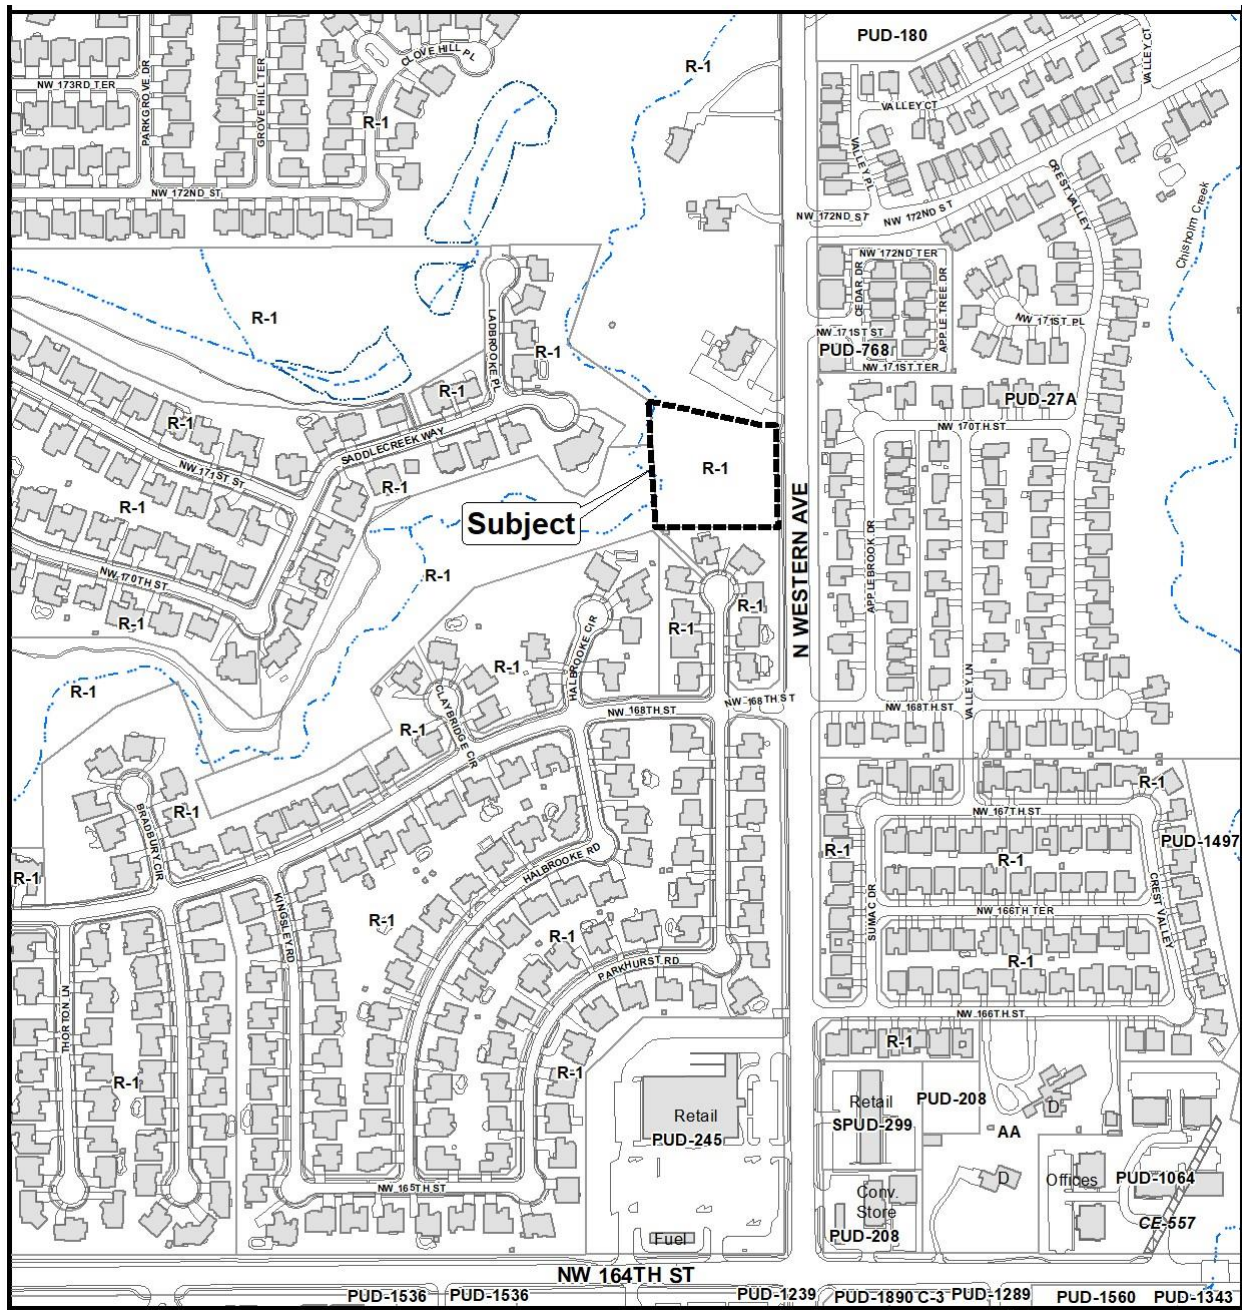 PUD-180
CLOVE HILL PL
R-1
NW 173RD TER
PARKGROVE DR
GROVE HILL TER
VALLEY CT
VALLEY CT
R-1
VALLEY PL
CREST VALLEY
NW 172ND ST
NW 172ND ST
NW 172ND ST
Chisholm Creek
NW 172ND TER
CEDAR DR
APPLE TREE DR
R-1
LADBROOKE PL
NW 171ST ST
NW 171ST PL
PUD-768
R-1
NW 171ST TER
R-1
PUD-27A
R-1
NW 170TH ST
SADDLECREEK WAY
NW 171ST ST
R-1
R-1
R-1
Subject
N WESTERN AVE
APPLEBROOK DR
NW 170TH ST
R-1
R-1
R-1
R-1
HALBROOKE CIR
R-1
R-1
CLAYBRIDGE CIR
NW 168TH ST
NW 168TH ST
NW 168TH ST
VALLEY LN
R-1
R-1
BRADBURY CIR
R-1
NW 167TH ST
PUD-1497
R-1
R-1
HALBROOKE RD
R-1
KINGSLEY RD
SUMAC DR
NW 166TH TER
CREST VALLEY
R-1
R-1
R-1
PARKHURST RD
THORTON LN
NW 166TH ST
R-1
R-1
R-1
Retail
PUD-245
Retail
SPUD-299
PUD-208
D
AA
NW 165TH ST
Conv.
Store
PUD-208
D
Offices
PUD-1064
CE-557
Fuel
NW 164TH ST
PUD-1536
PUD-1536
PUD-1239
PUD-1890
C-3
PUD-1289
PUD-1560
PUD-1343